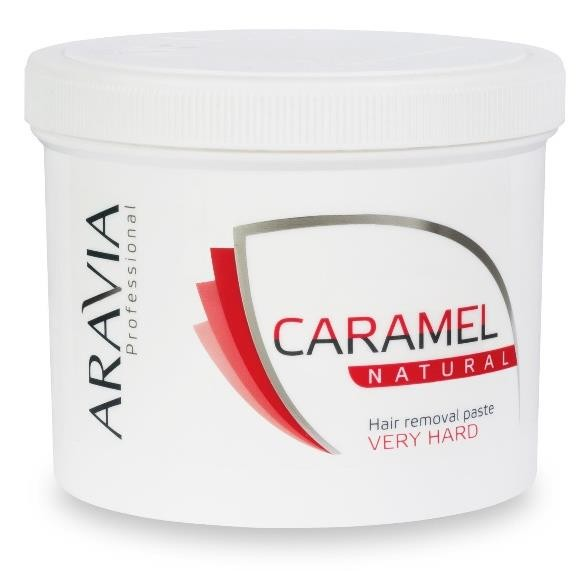 ARAVIA
Professional
CARAMEL
NATURAL
Hair removal paste
VERY HARD